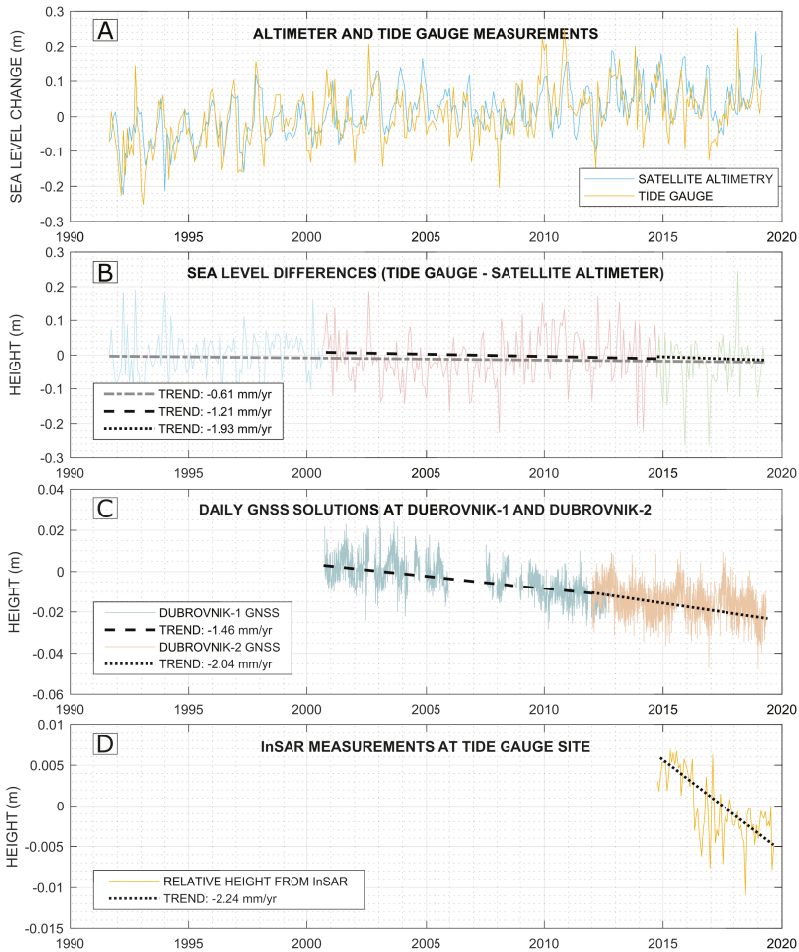 A
ALTIMETER AND TIDE GAUGE MEASUREMENTS
SEA LEVEL CHANGE (m)
0.3
0.2
0.1
0
-0.1
-0.2
-0.3
SATELLITE ALTIMETRY
TIDE GAUGE
1990 1995 2000 2005 2010 2015 2020
B
SEA LEVEL DIFFERENCES (TIDE GAUGE - SATELLITE ALTIMETER)
HEIGHT (m)
0.3
0.2
0.1
0
-0.1
-0.2
-0.3
TREND: -0.61 mm/yr
TREND: -1.21 mm/yr
TREND: -1.93 mm/yr
1990 1995 2000 2005 2010 2015 2020
C
DAILY GNSS SOLUTIONS AT DUEROVNIK-1 AND DUBROVNIK-2
HEIGHT (m)
0.04
0.02
0
-0.02
-0.04
-0.06
DUBROVNIK-1 GNSS
TREND: -1.46 mm/yr
DUBROVNIK-2 GNSS
TREND: -2.04 mm/yr
1990 1995 2000 2005 2010 2015 2020
D
InSAR MEASUREMENTS AT TIDE GAUGE SITE
HEIGHT (m)
0.01
0.005
0
-0.005
-0.01
-0.015
RELATIVE HEIGHT FROM InSAR
TREND: -2.24 mm/yr
1990 1995 2000 2005 2010 2015 2020